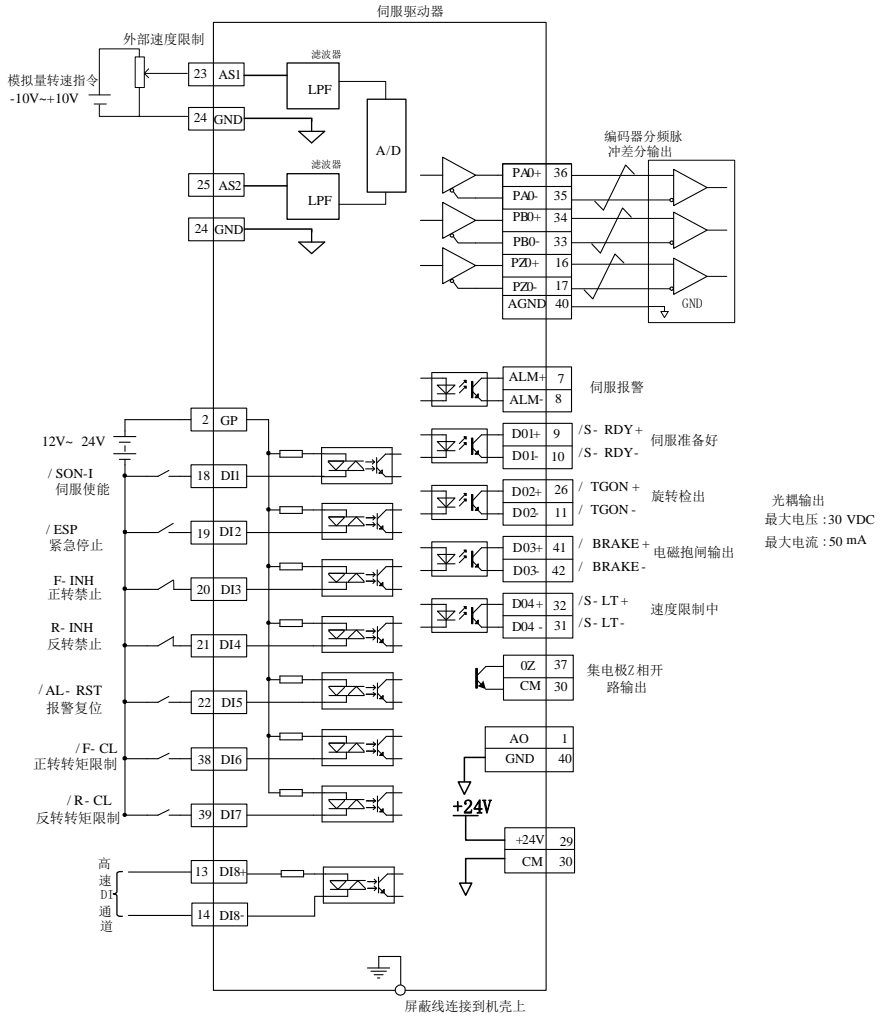 伺服驱动器
外部速度限制
模拟量转速指令
-10V~+10V
23 AS1
24 GND
25 AS2
24 GND
滤波器
LPF
滤波器
LPF
A/D
编码器分频脉
冲差分输出
PA0+ 36
PA0- 35
PB0+ 34
PB0- 33
PZ0+ 16
PZ0- 17
AGND 40
GND
ALM+ 7
ALM- 8
伺服报警
D01+ 9 /S- RDY+
D01- 10 /S- RDY-
伺服准备好
D02+ 26 / TGON +
D02- 11 / TGON -
旋转检出
D03+ 41 / BRAKE +
D03- 42 / BRAKE -
电磁抱闸输出
D04 + 32 /S- LT +
D04 - 31 /S- LT-
速度限制中
光耦输出
最大电压 : 30 VDC
最大电流 : 50 mA
0Z 37
CM 30
集电极Z相开
路输出
AO 1
GND 40
+24V
+24V 29
CM 30
2 GP
12V~ 24V
/ SON-I
伺服使能
18 DI1
/ ESP
紧急停止
19 DI2
F- INH
正转禁止
20 DI3
R- INH
反转禁止
21 DI4
/AL- RST
报警复位
22 DI5
/ F- CL
正转转矩限制
38 DI6
/ R- CL
反转转矩限制
39 DI7
高
速
DI
通
道
13 DI8+
14 DI8-
屏蔽线连接到机壳上